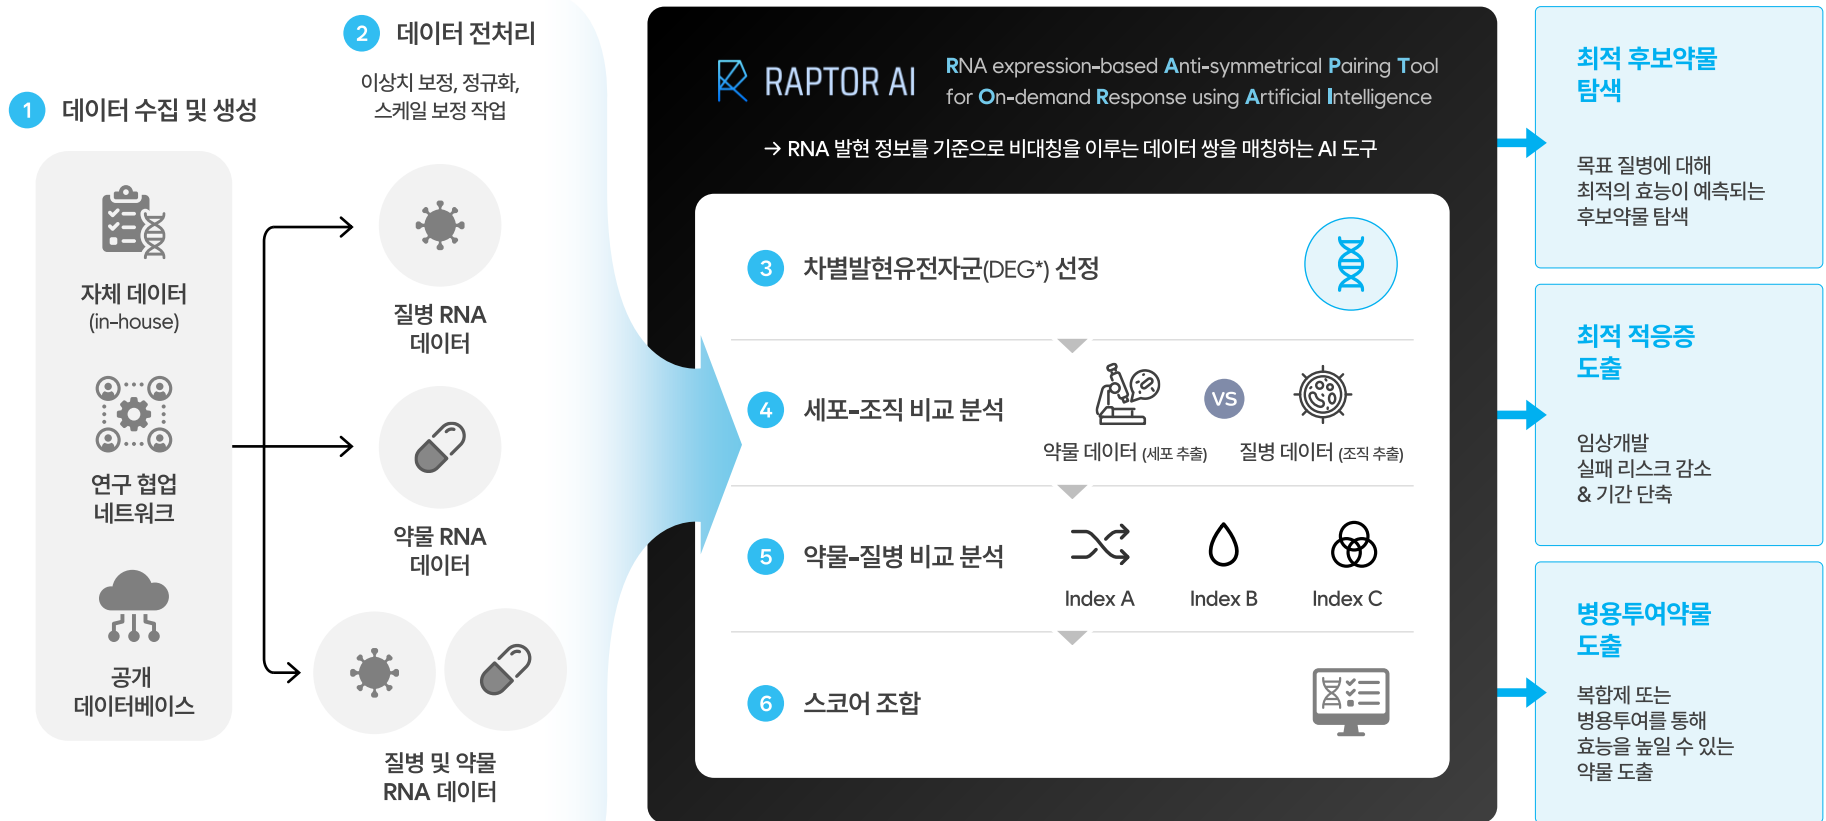 1 데이터 수집 및 생성
자체 데이터
(in-house)
연구 협업
네트워크
공개
데이터베이스
2 데이터 전처리
이상치 보정, 정규화,
스케일 보정 작업
질병 RNA
데이터
약물 RNA
데이터
질병 및 약물
RNA 데이터
RAPTOR AI
RNA expression-based Anti-symmetrical Pairing Tool
for On-demand Response using Artificial Intelligence
→ RNA 발현 정보를 기준으로 비대칭을 이루는 데이터 쌍을 매칭하는 AI 도구
3 차별발현유전자군(DEG*) 선정
4 세포-조직 비교 분석
VS
약물 데이터 (세포 추출) 질병 데이터 (조직 추출)
5 약물-질병 비교 분석
Index A Index B Index C
6 스코어 조합
최적 후보약물
탐색
목표 질병에 대해
최적의 효능이 예측되는
후보약물 탐색
최적 적응증
도출
임상개발
실패 리스크 감소
& 기간 단축
병용투여약물
도출
복합제 또는
병용투여를 통해
효능을 높일 수 있는
약물 도출